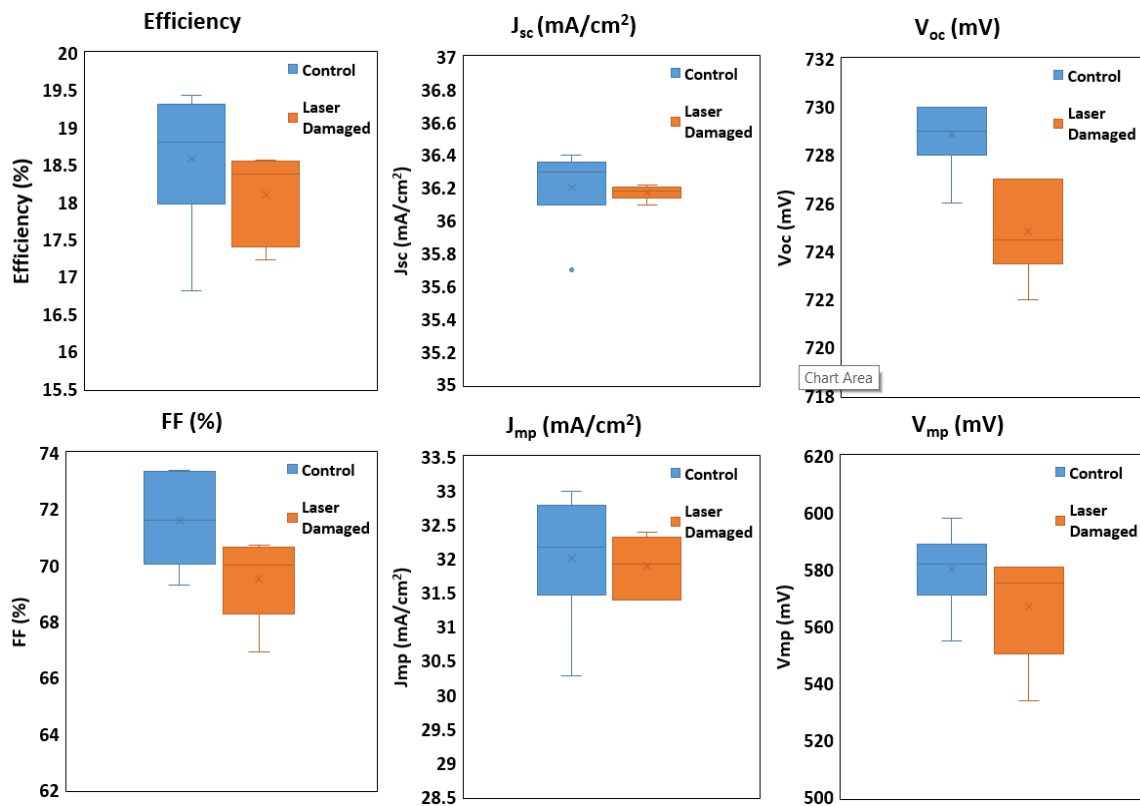 Efficiency
Efficiency (%)
20
19.5
19
18.5
18
17.5
17
16.5
16
15.5
Control
Laser
Damaged
J_sc (mA/cm²)
Jsc (mA/cm²)
37
36.8
36.6
36.4
36.2
36
35.8
35.6
35.4
35.2
35
Control
Laser
Damaged
V_oc (mV)
Voc (mV)
732
730
728
726
724
722
720
718
Control
Laser
Damaged
Chart Area
FF (%)
FF (%)
74
72
70
68
66
64
62
Control
Laser
Damaged
J_mp (mA/cm²)
Jmp (mA/cm²)
33.5
33
32.5
32
31.5
31
30.5
30
29.5
29
28.5
Control
Laser
Damaged
V_mp (mV)
Vmp (mV)
620
600
580
560
540
520
500
Control
Laser
Damaged